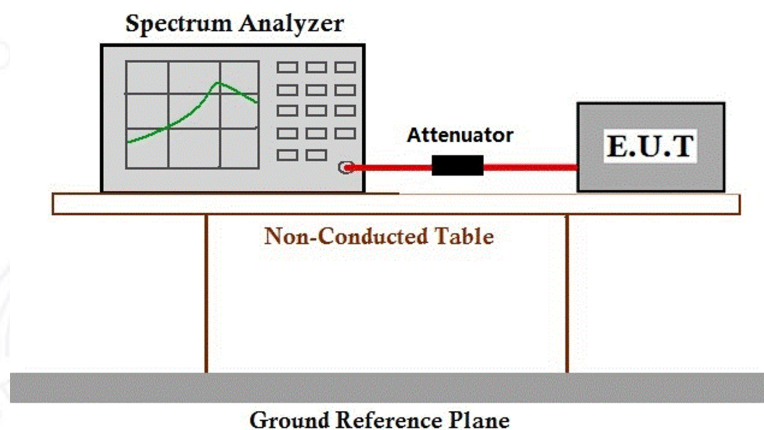 Spectrum Analyzer
Attenuator
E.U.T
Non-Conducted Table
Ground Reference Plane